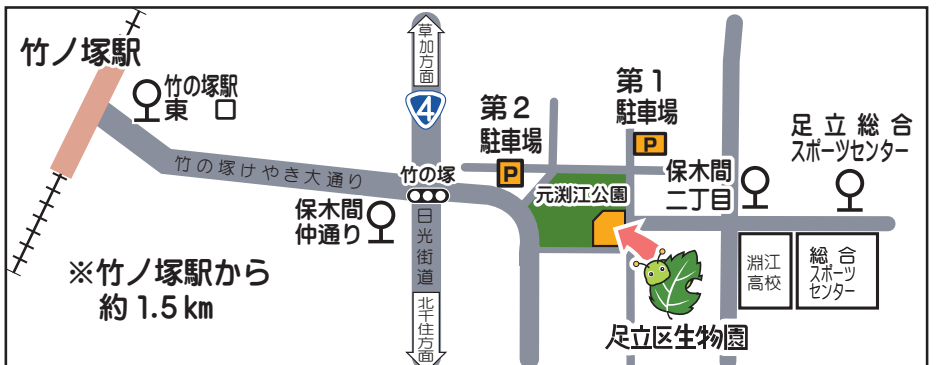 竹ノ塚駅
竹の塚駅
東口
竹の塚けやき大通り
草加方面
4
竹の塚
日光街道
北千住方面
保木間
仲通り
第2
駐車場
P
第1
駐車場
P
元渕江公園
保木間
二丁目
足立総合
スポーツセンター
淵江
高校
総合
スポーツ
センター
足立区生物園
※竹ノ塚駅から
約1.5km